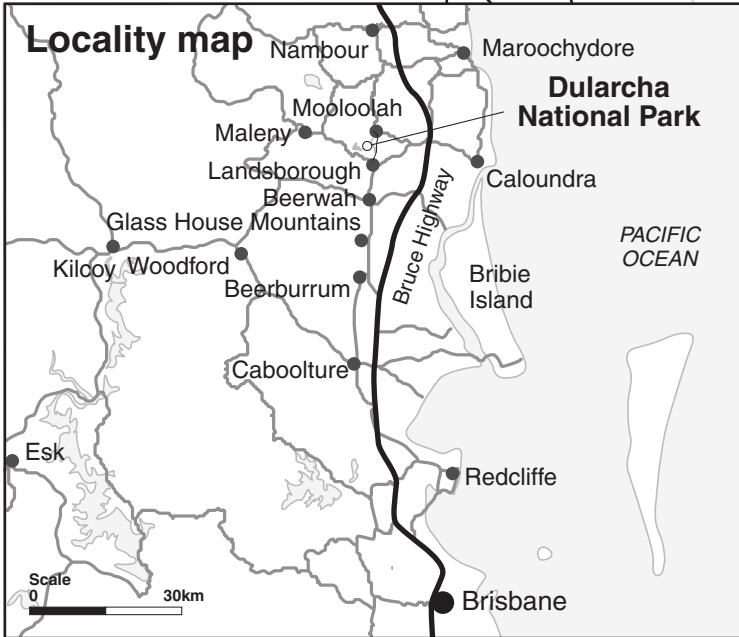 Locality map
Nambour
Maroochydore
Dularcha
National Park
Mooloolah
Maleny
Landsborough
Caloundra
Beerwah
Glass House Mountains
Bruce Highway
PACIFIC
OCEAN
Kilcoy
Woodford
Beerburrum
Bribie
Island
Caboolture
Esk
Redcliffe
Scale
0 30km
Brisbane